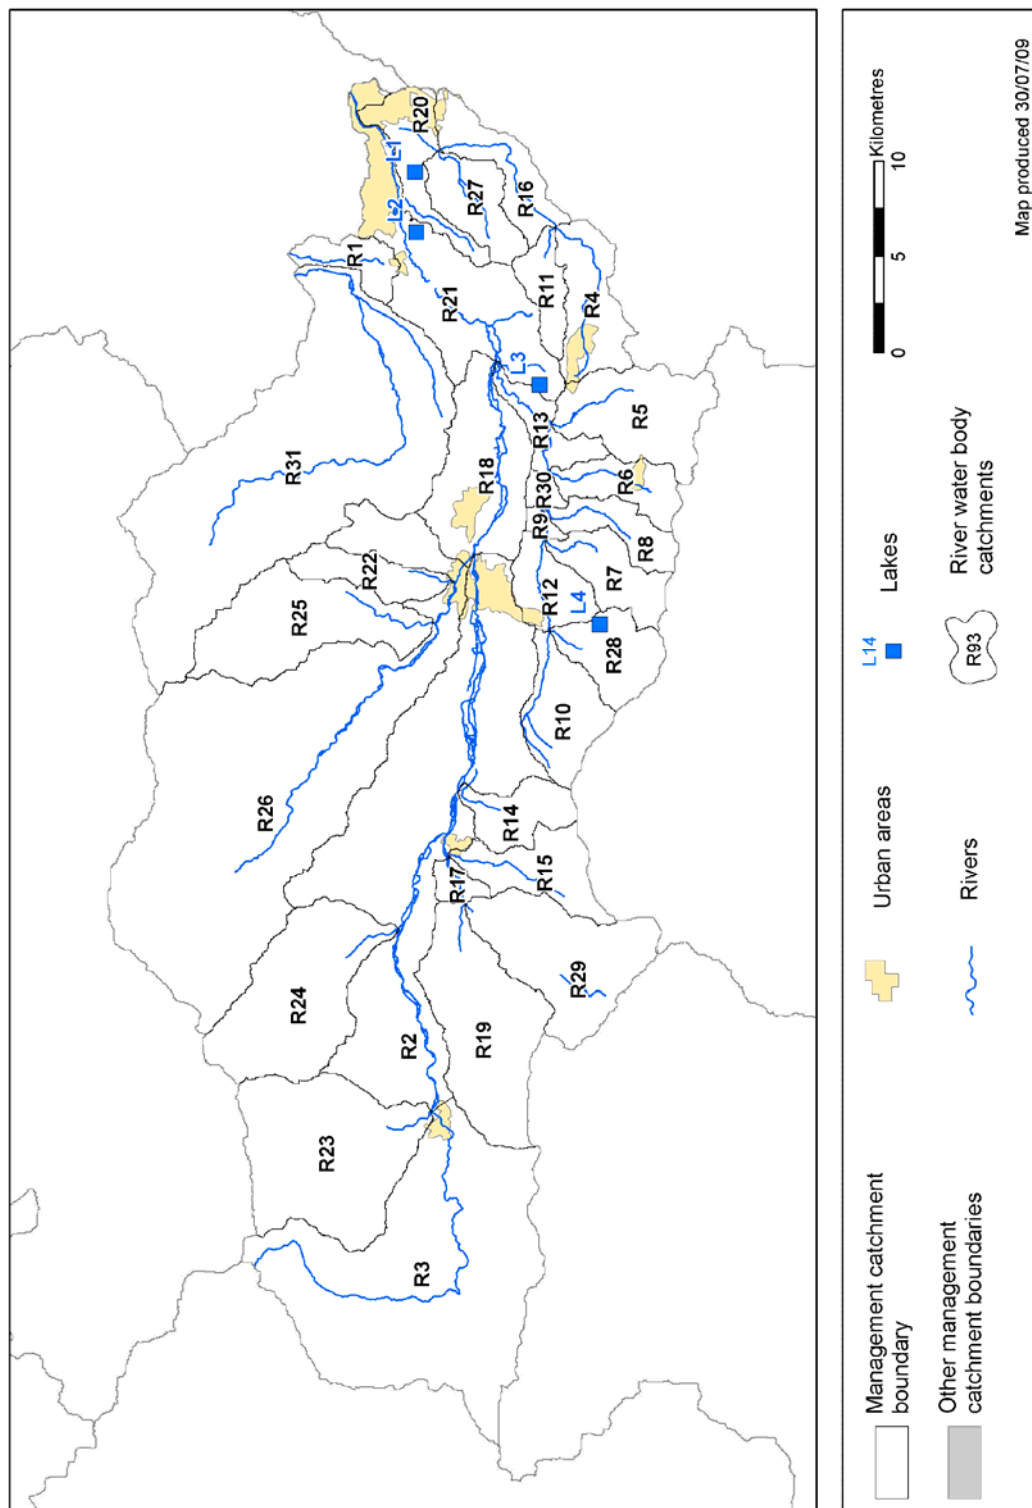 R20
L1
L2
R1
R27
R16
R21
R11
R4
L3
R31
R18
R13
R5
R30
R6
R9
R8
R22
R25
R12
R7
L4
R28
R10
R26
R14
R17
R15
R24
R29
R2
R19
R23
R3
Management catchment
boundary
Other management
catchment boundaries
Urban areas
Rivers
L14
Lakes
R93
River water body
catchments
0
5
10
Kilometres
Map produced 30/07/09